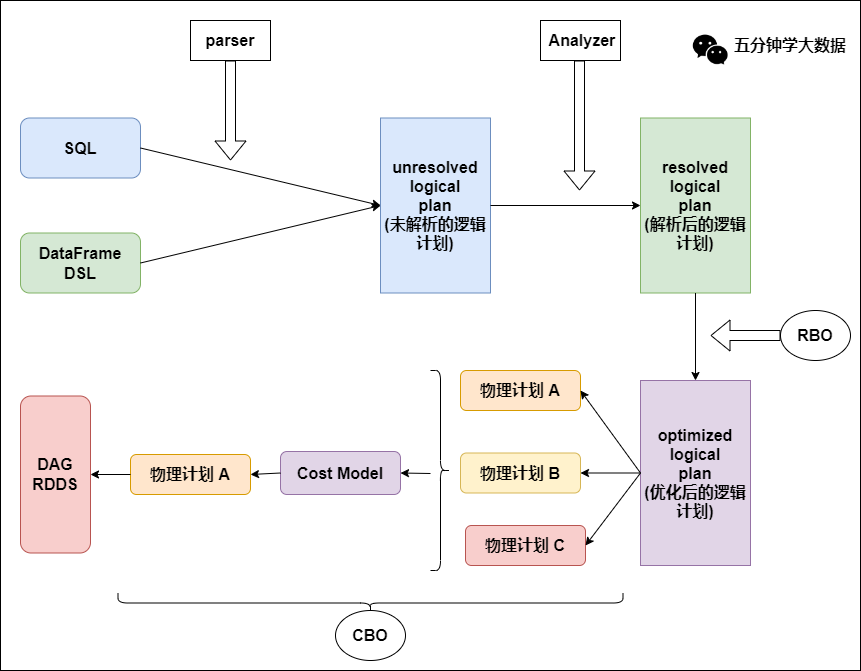 parser
Analyzer
五分钟学大数据
SQL
DataFrame
DSL
unresolved
logical
plan
(未解析的逻辑
计划)
resolved
logical
plan
(解析后的逻辑
计划)
RBO
物理计划 A
物理计划 B
物理计划 C
optimized
logical
plan
(优化后的逻辑
计划)
Cost Model
物理计划 A
DAG
RDDS
CBO